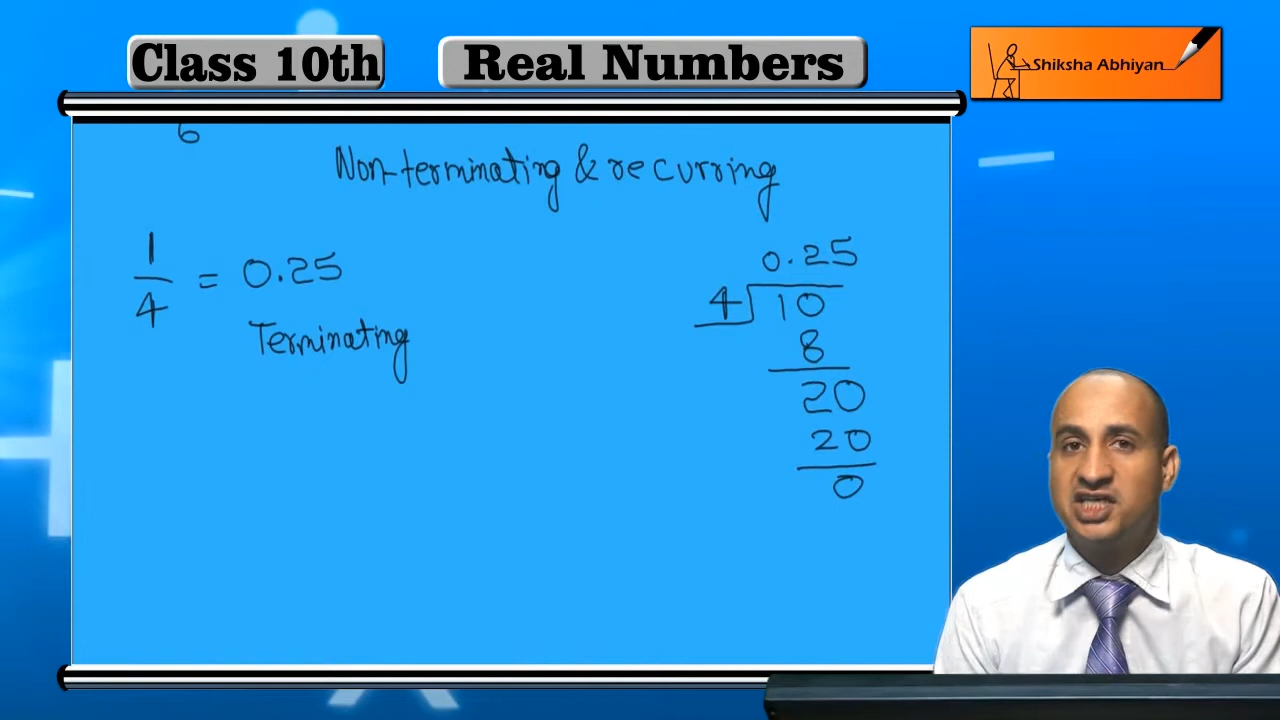 Class 10th
Real Numbers
Shiksha Abhiyan
6
Non-terminating & recurring
1/4 = 0.25
Terminating
0.25
4 10
8
20
20
0